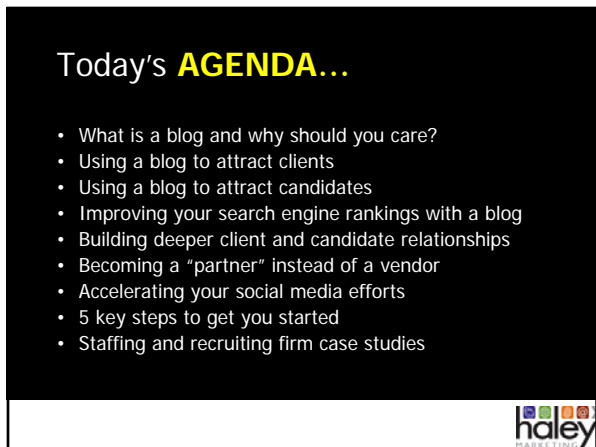 Today's AGENDA...
• What is a blog and why should you care?
• Using a blog to attract clients
• Using a blog to attract candidates
• Improving your search engine rankings with a blog
• Building deeper client and candidate relationships
• Becoming a “partner” instead of a vendor
• Accelerating your social media efforts
• 5 key steps to get you started
• Staffing and recruiting firm case studies
haley
MARKETING